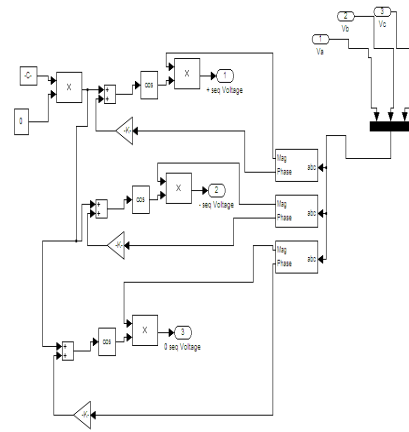 2
Vb
3
Vc
1
Va
-C-
X
0
+
+
cos
X
1
+ seq Voltage
-K-
Mag
Phase
abc
+
+
cos
X
2
- seq Voltage
-K-
Mag
Phase
abc
Mag
Phase
abc
+
+
cos
X
3
0 seq Voltage
-K-